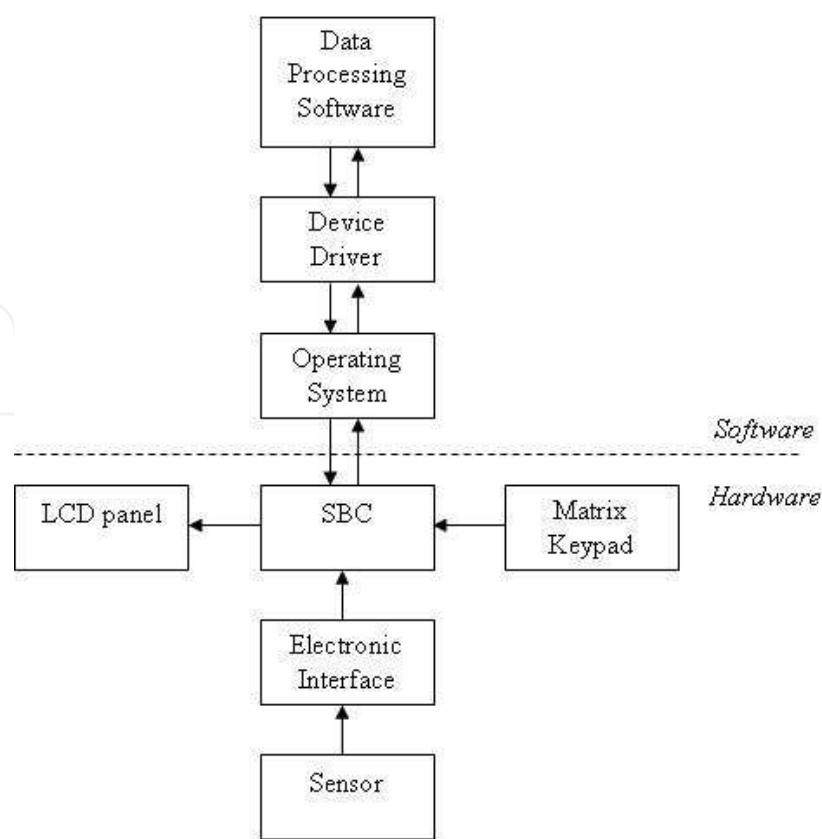 Data
Processing
Software
Device
Driver
Operating
System
Software
Hardware
LCD panel
SBC
Matrix
Keypad
Electronic
Interface
Sensor